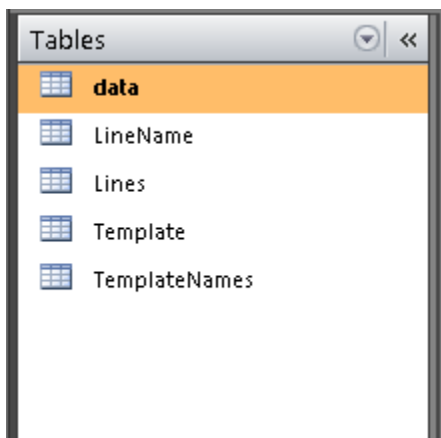 Tables
data
LineName
Lines
Template
TemplateNames